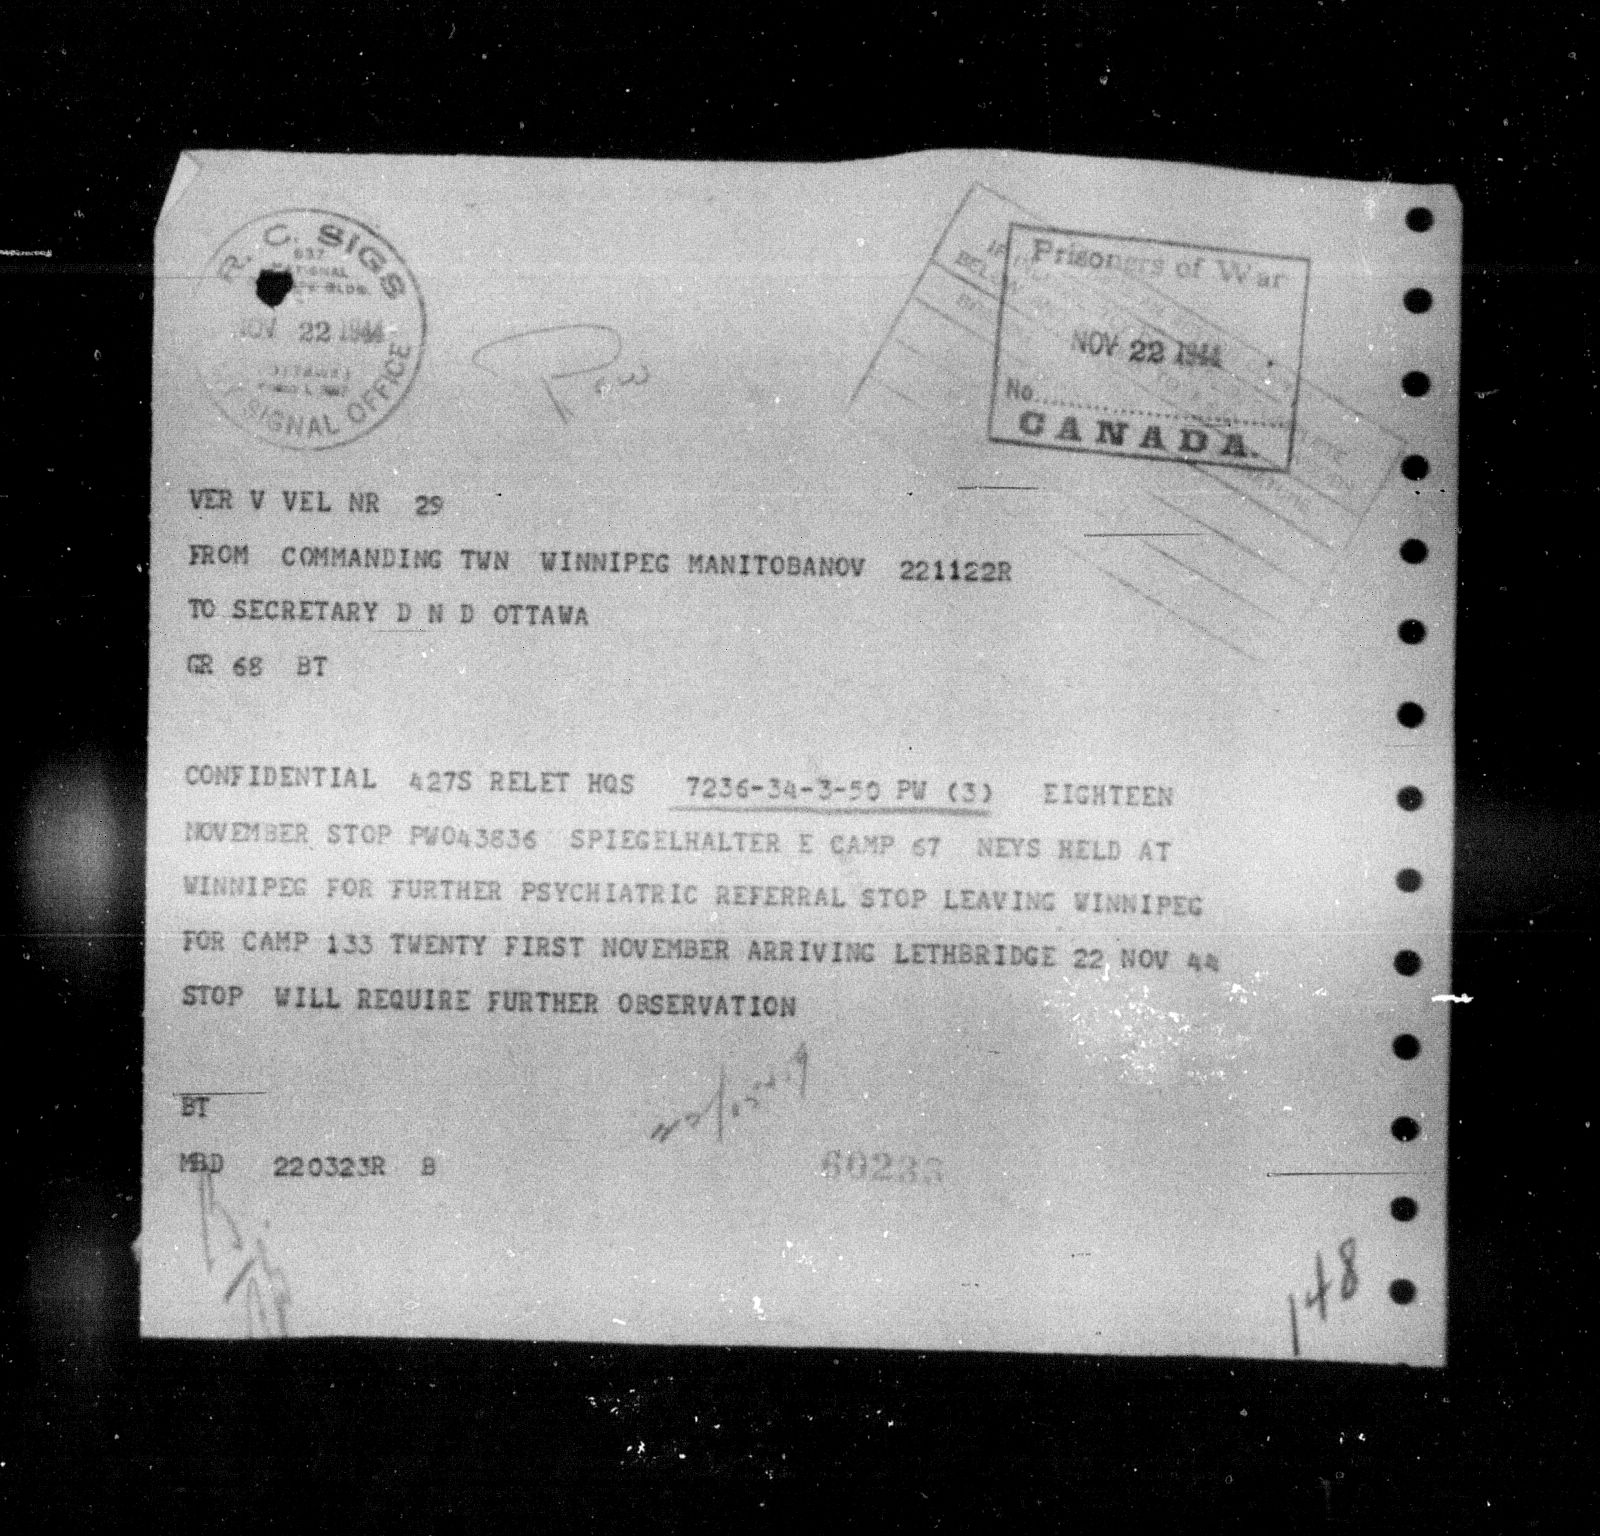 R. C. SIGS
NATIONAL
BLDG.
NOV 22 1944
SIGNAL OFFICE
Prisoners of War
NOV 22 1944
No.
CANADA.
PoW
VER V VEL NR 29
FROM COMMANDING TWN WINNIPEG MANITOBANOV 221122R
TO SECRETARY D N D OTTAWA
GR 68 BT
CONFIDENTIAL 427S RELET HQS 7236-34-3-50 PW (3) EIGHTEEN
NOVEMBER STOP PW043836 SPIEGELHALTER E CAMP 67 NEYS HELD AT
WINNIPEG FOR FURTHER PSYCHIATRIC REFERRAL STOP LEAVING WINNIPEG
FOR CAMP 133 TWENTY FIRST NOVEMBER ARRIVING LETHBRIDGE 22 NOV 44
STOP WILL REQUIRE FURTHER OBSERVATION
BT
MBD 220323R B
148